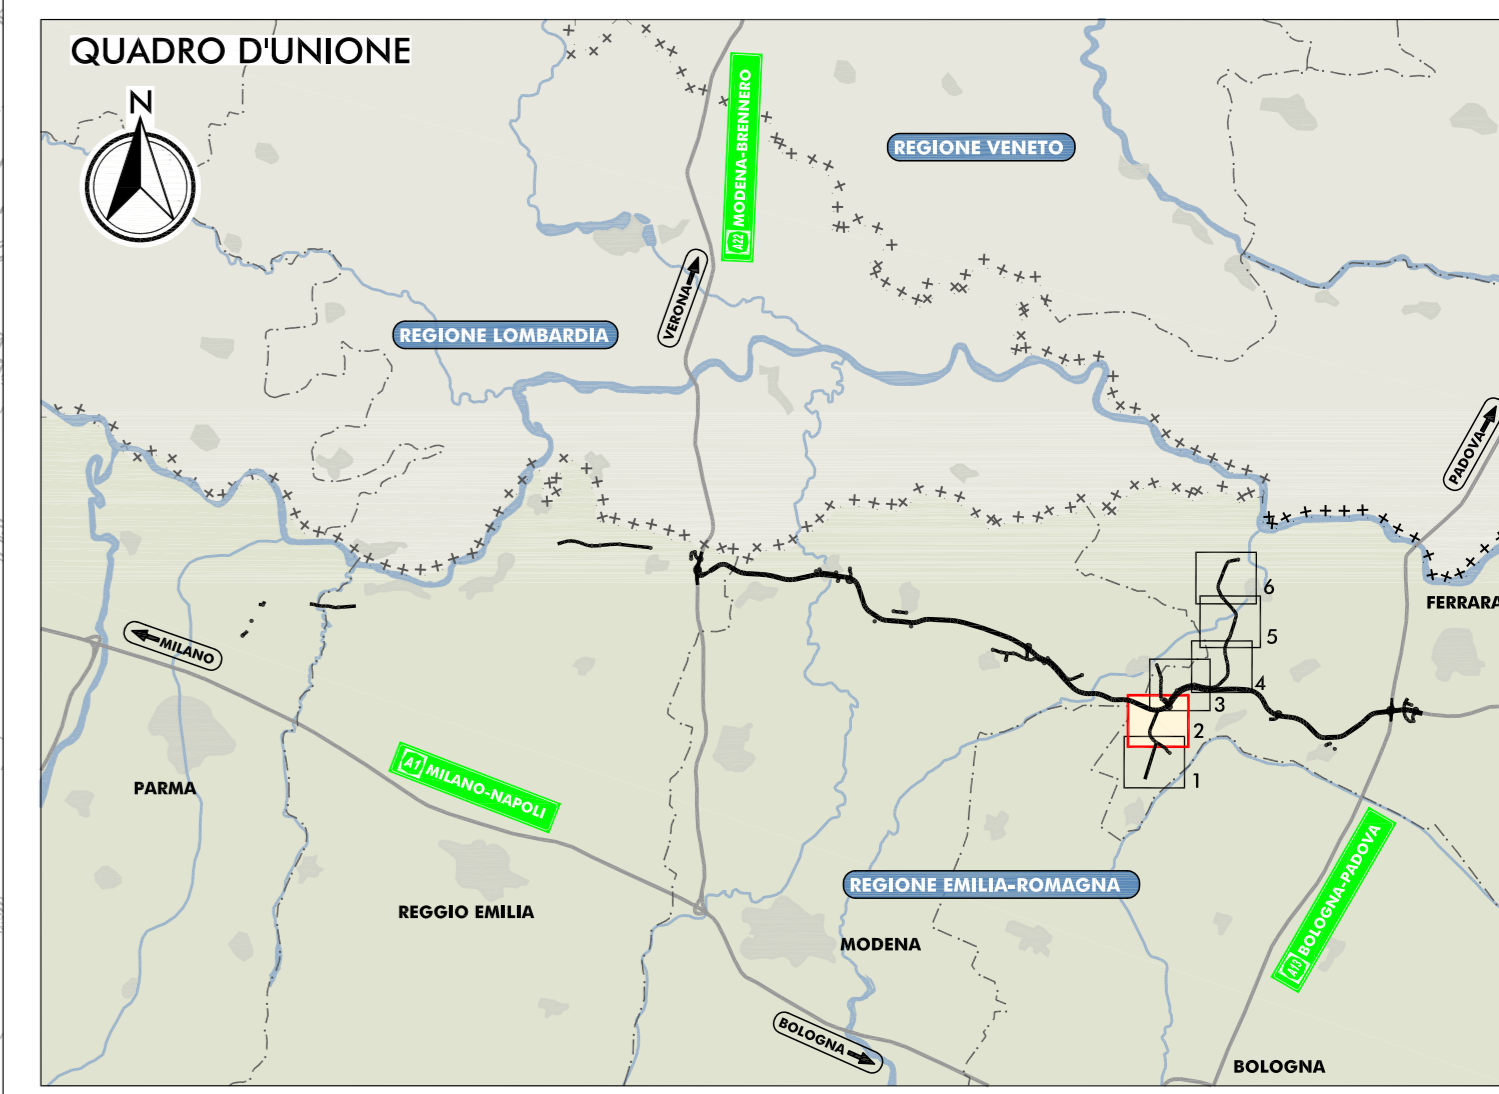 QUADRO D'UNIONE
N
A22 MODENA-BRENNERO
REGIONE VENETO
VERONA
REGIONE LOMBARDIA
PADOVA
6
FERRARA
5
MILANO
4
3
2
A1 MILANO-NAPOLI
1
PARMA
A13 BOLOGNA-PADOVA
REGIONE EMILIA-ROMAGNA
REGGIO EMILIA
MODENA
BOLOGNA
BOLOGNA